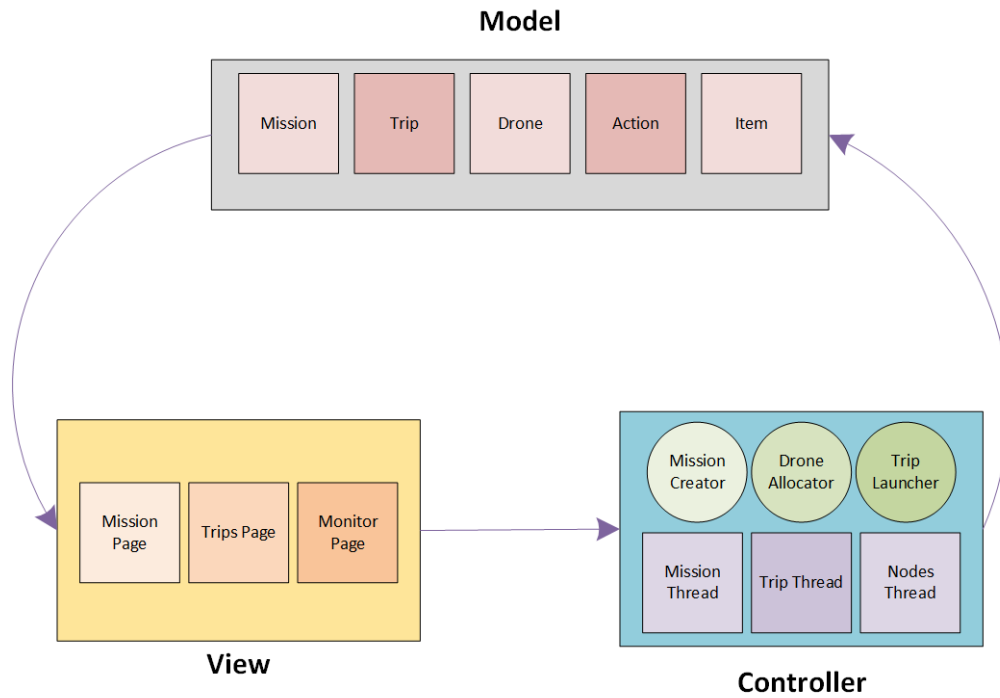 Model
Mission
Trip
Drone
Action
Item
Mission
Page
Trips Page
Monitor
Page
View
Mission
Creator
Drone
Allocator
Trip
Launcher
Mission
Thread
Trip Thread
Nodes
Thread
Controller